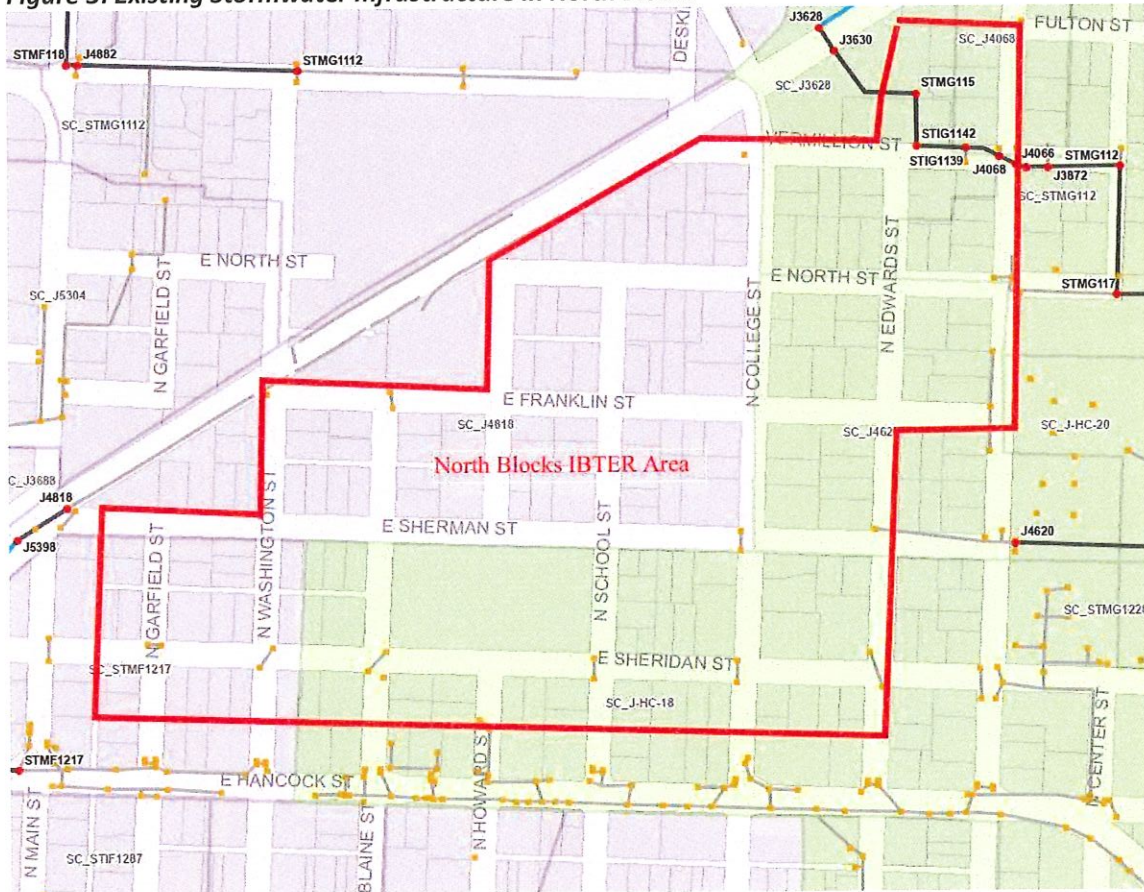 Figure 5: Existing Stormwater Infrastructure in North
J3628
FULTON ST
DESKI
J3630
SC_J4068
STMF118
J4882
STMG1112
SC_J3628
STMG115
SC_STMG1112
VERMILLION ST
STIG1142
STIG1139
J4068
J4066
J3872
STMG112
SC_STMG112
E NORTH ST
E NORTH ST
STMG117
SC_J5304
N GARFIELD ST
N COLLEGE ST
N EDWARDS ST
E FRANKLIN ST
SC_J4818
SC_J462
SC_J-HC-20
North Blocks IBTER Area
C_J3688
J4818
J5398
E SHERMAN ST
N GARFIELD ST
N WASHINGTON ST
N SCHOOL ST
J4620
SC_STMG1229
SC_STMF1217
E SHERIDAN ST
SC_J-HC-18
STMF1217
E HANCOCK ST
N MAIN ST
BLAINE ST
N HOWARD S
N CENTER ST
SC_STIF1287